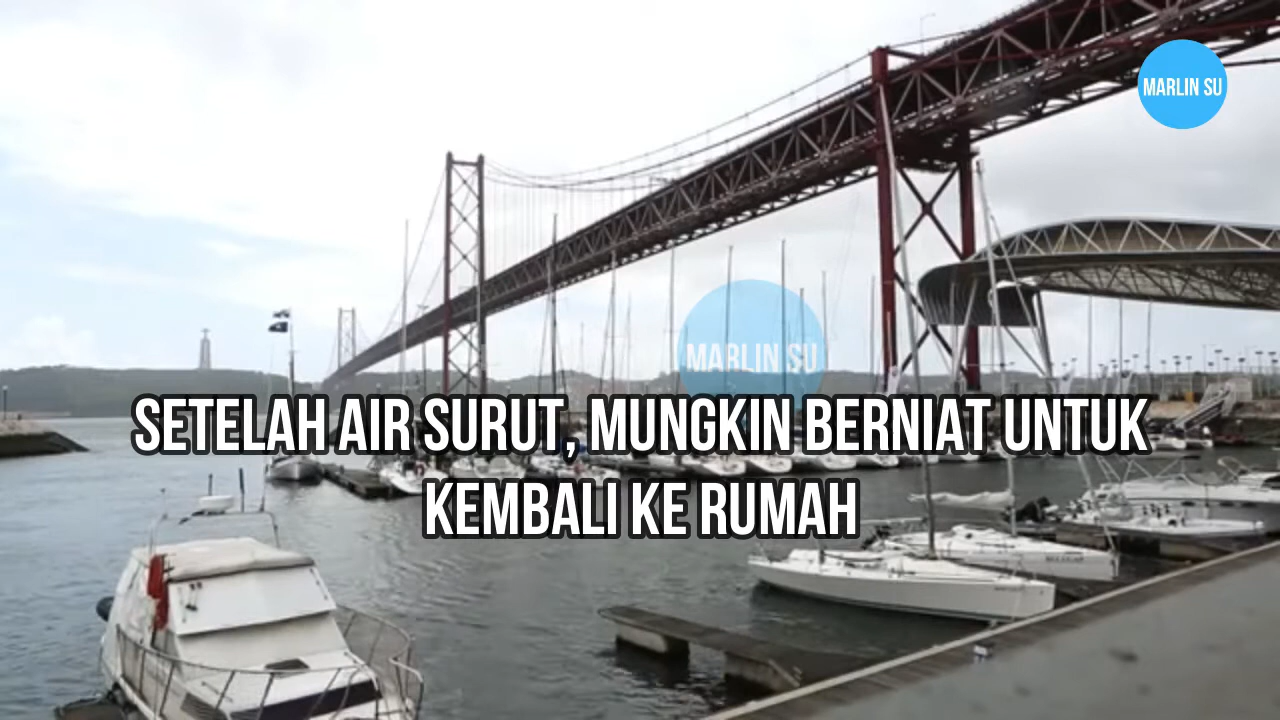 MARLIN SU
MARLIN SU
SETELAH AIR SURUT, MUNGKIN BERNIAT UNTUK
KEMBALI KE RUMAH